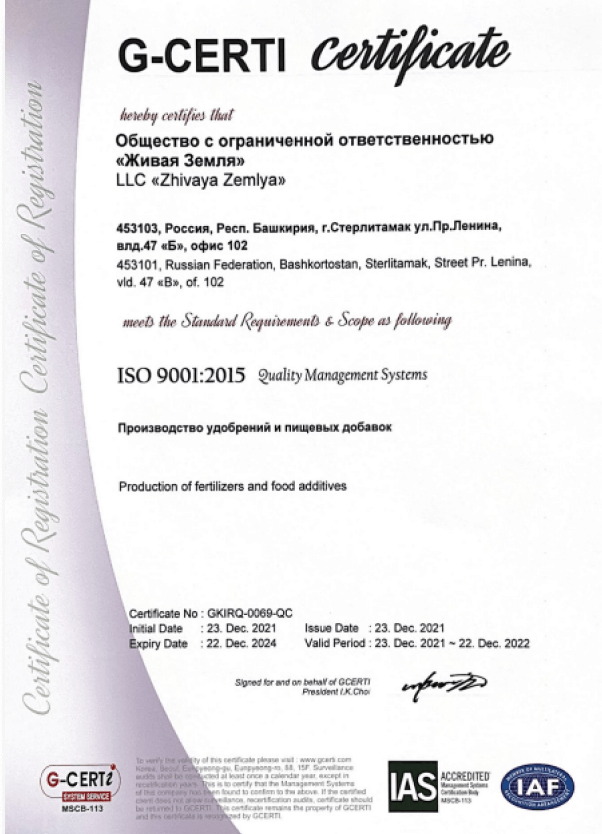 G-CERTI Certificate
hereby certifies that
Общество с ограниченной ответственностью
«Живая Земля»
LLC «Zhivaya Zemlya»
453103, Россия, Респ. Башкирия, г.Стерлитамак ул.Пр.Ленина,
влд.47 «Б», офис 102
453101, Russian Federation, Bashkortostan, Sterlitamak, Street Pr. Lenina,
vld. 47 «B», of. 102
meets the Standard Requirements & Scope as following
ISO 9001:2015 Quality Management Systems
Производство удобрений и пищевых добавок
Production of fertilizers and food additives
Certificate No : GKIRQ-0069-QC
Initial Date : 23. Dec. 2021 Issue Date : 23. Dec. 2021
Expiry Date : 22. Dec. 2024 Valid Period : 23. Dec. 2021 ~ 22. Dec. 2022
Signed for and on behalf of GCERTI
President I.K.Choi
Certificate of Registration Certificate of Registration
G-CERTi
SYSTEM SERVICE
MSCB-113
To verify the validity of this certificate please visit : www.gcerti.com
Korea, Seoul, Eunpyeong-gu, Eunpyeong-ro, 88, 15F. Surveillance
audits shall be conducted at least once a calendar year, except in
recertification years. This is to certify that the Management Systems
of this company has been found to confirm to the above. If the certified
client does not allow surveillance, recertification audits, certificate should
be returned to GCERTI. This certificate remains the property of GCERTI
and this certificate is recognized by GCERTI.
IAS ACCREDITED
Management Systems
Certification Body
MSCB-113
MEMBER OF MULTILATERAL
IAF
RECOGNITION ARRANGEMENT